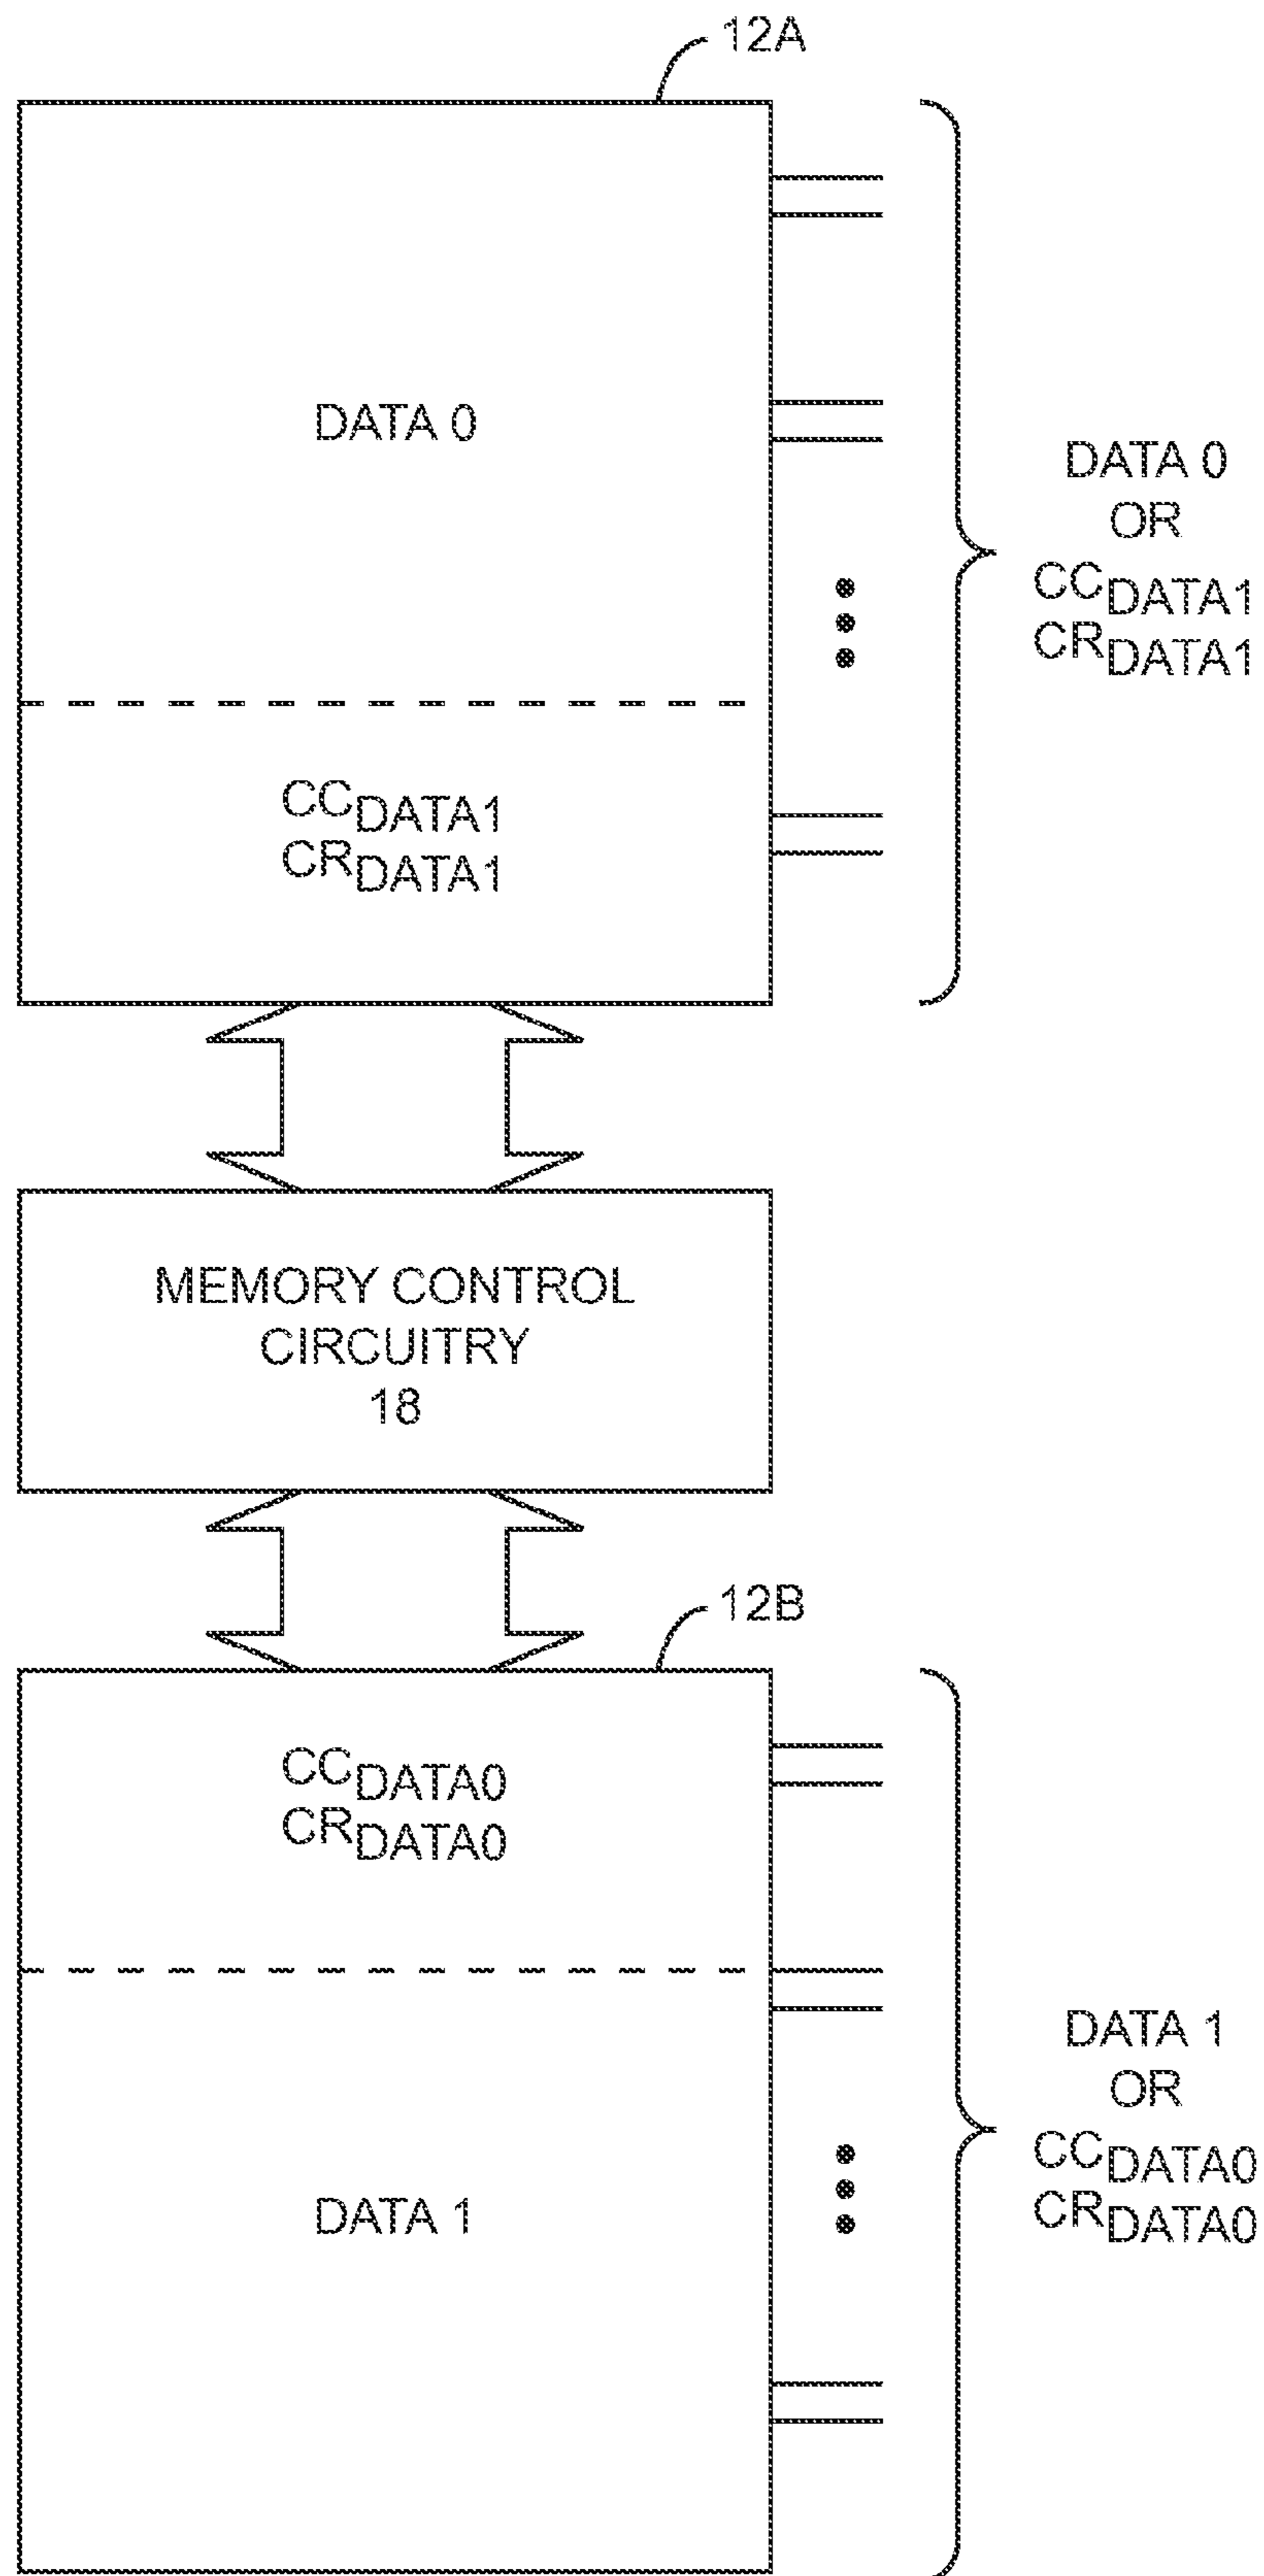 12A
DATA 0
DATA 0
OR
CCDATA1
CRDATA1
CCDATA1
CRDATA1
MEMORY CONTROL
CIRCUITRY
18
12B
CCDATA0
CRDATA0
DATA 1
OR
CCDATA0
CRDATA0
DATA 1